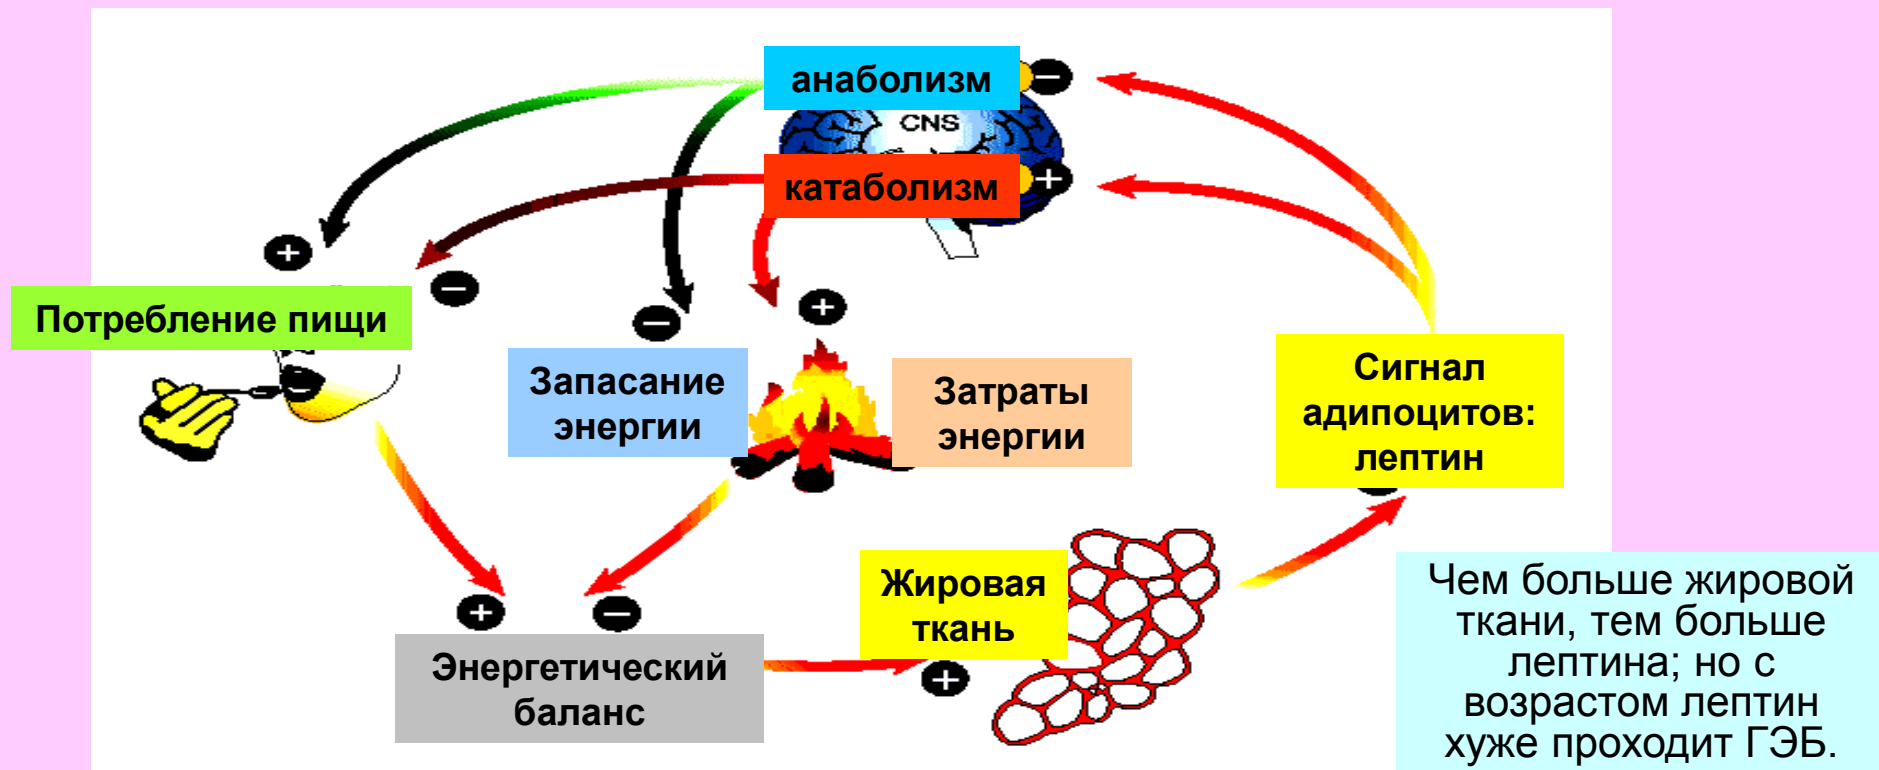 анаболизм
CNS
катаболизм
Потребление пищи
Запасание
энергии
Затраты
энергии
Сигнал
адипоцитов:
лептин
Жировая
ткань
Энергетический
баланс
Чем больше жировой
ткани, тем больше
лептина; но с
возрастом лептин
хуже проходит ГЭБ.